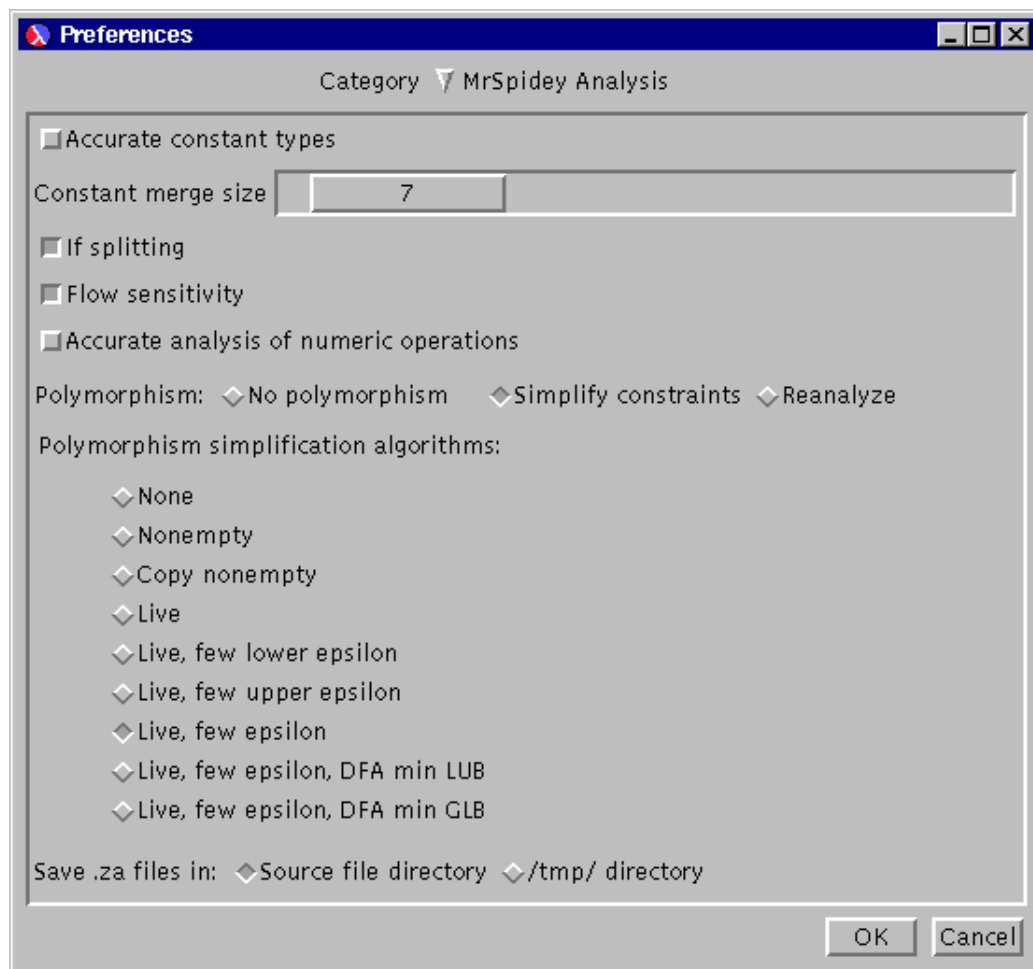 Preferences
Category MrSpidey Analysis
Accurate constant types
Constant merge size 7
If splitting
Flow sensitivity
Accurate analysis of numeric operations
Polymorphism: No polymorphism Simplify constraints Reanalyze
Polymorphism simplification algorithms:
None
Nonempty
Copy nonempty
Live
Live, few lower epsilon
Live, few upper epsilon
Live, few epsilon
Live, few epsilon, DFA min LUB
Live, few epsilon, DFA min GLB
Save .za files in: Source file directory /tmp/ directory
OK Cancel